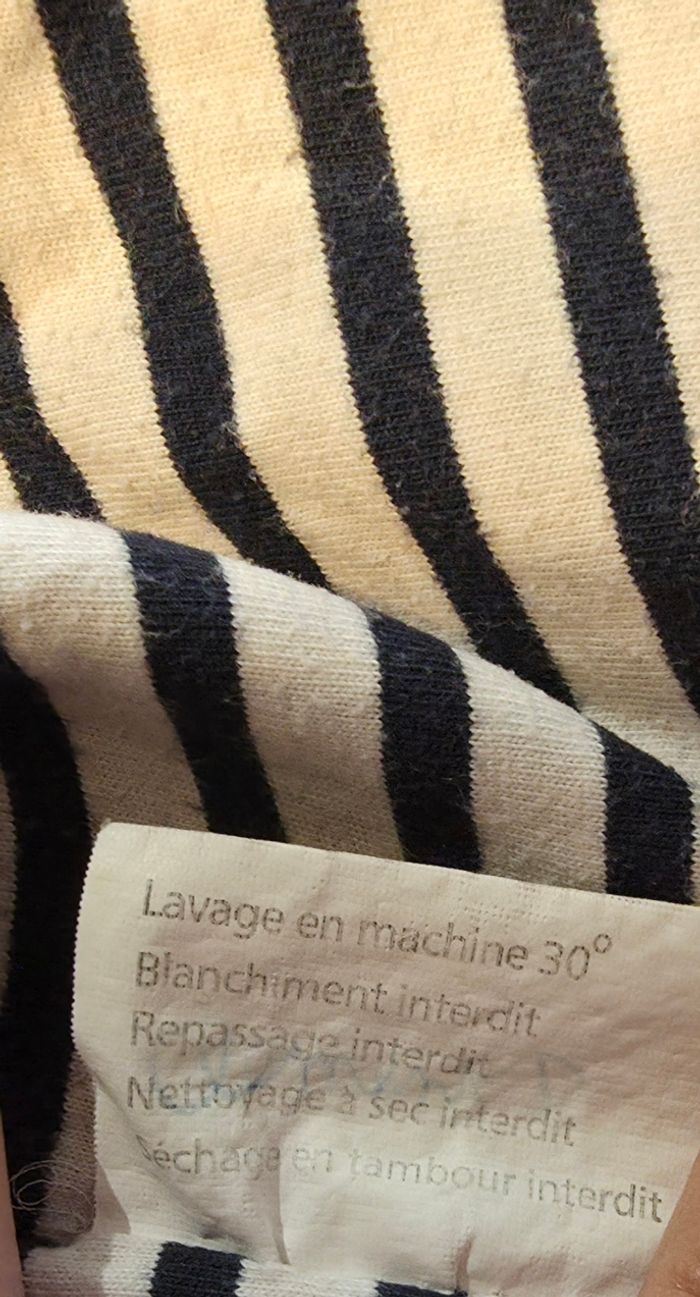 Lavage en machine 30°
Blanchiment interdit
Repassage interdit
Nettoyage à sec interdit
Séchage en tambour interdit